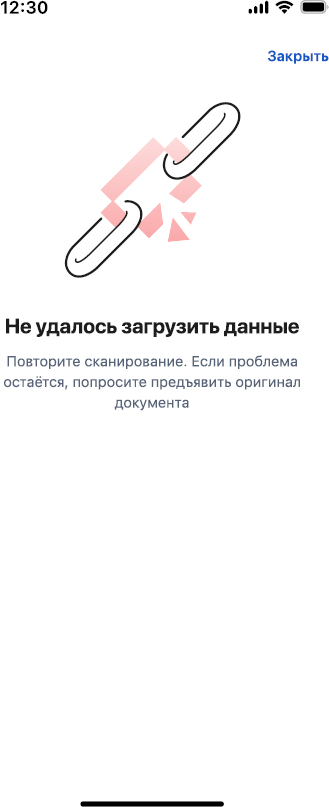 12:30
Закрыть
Не удалось загрузить данные
Повторите сканирование. Если проблема
остаётся, попросите предъявить оригинал
документа